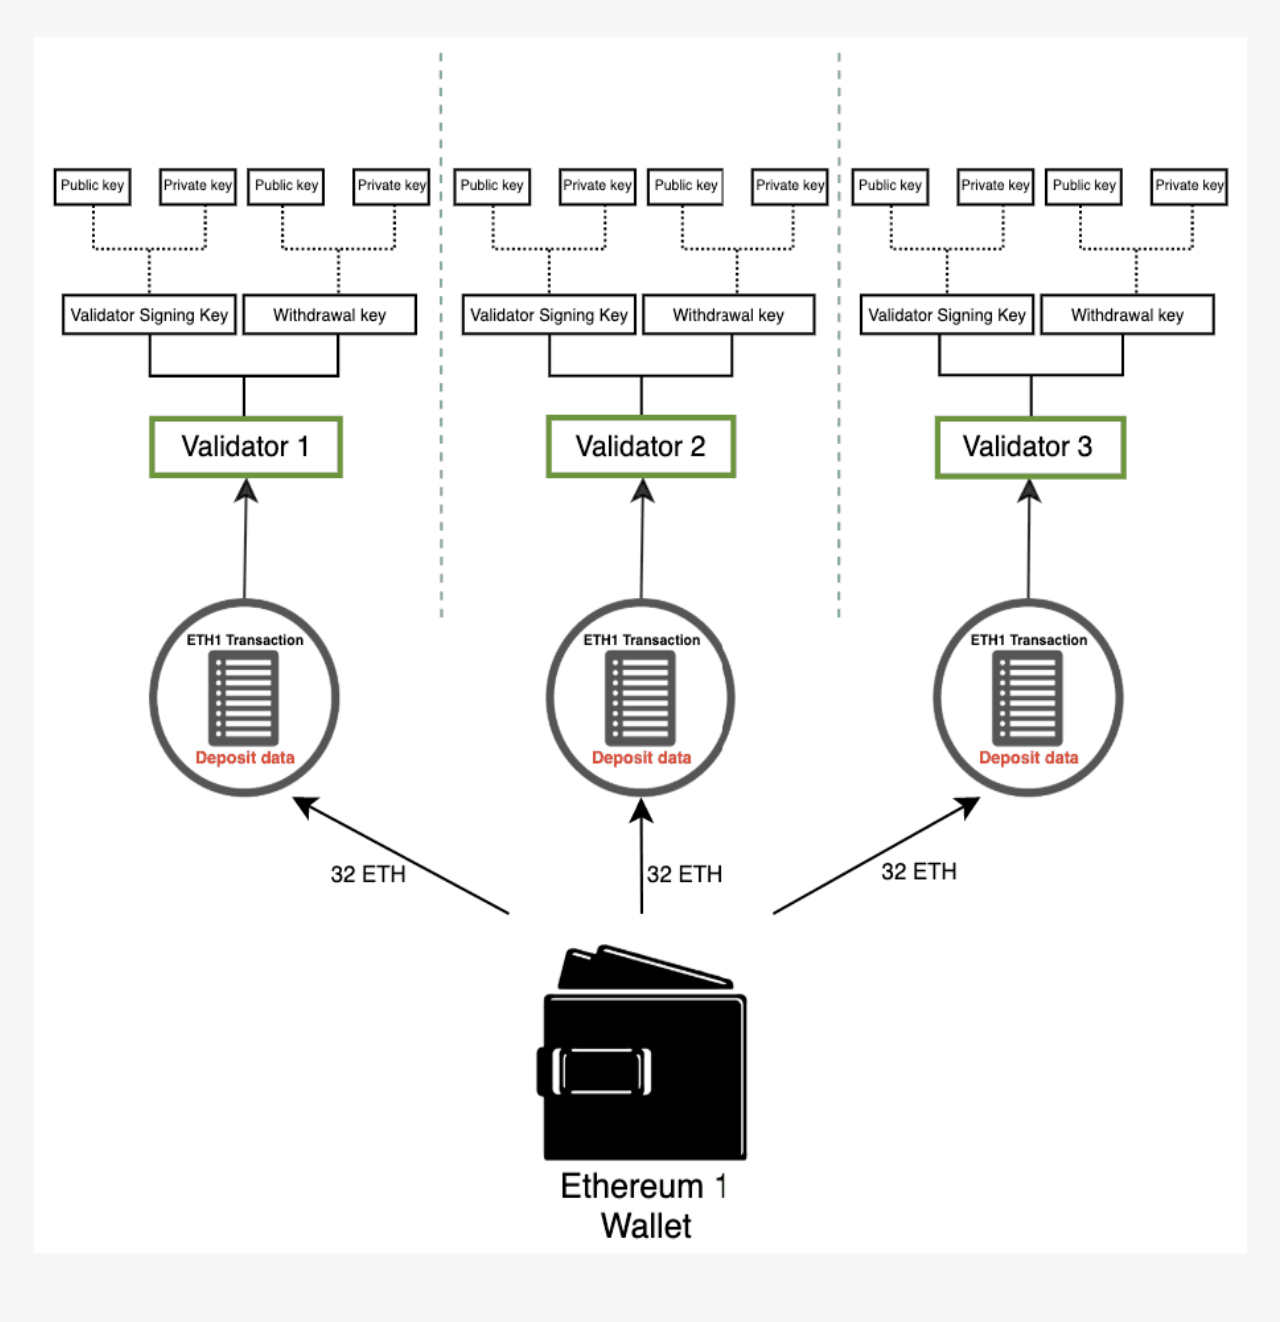 Public key
Private key
Public key
Private key
Public key
Private key
Public key
Private key
Public key
Private key
Public key
Private key
Validator Signing Key
Withdrawal key
Validator Signing Key
Withdrawal key
Validator Signing Key
Withdrawal key
Validator 1
Validator 2
Validator 3
ETH1 Transaction
Deposit data
ETH1 Transaction
Deposit data
ETH1 Transaction
Deposit data
32 ETH
32 ETH
32 ETH
Ethereum 1
Wallet